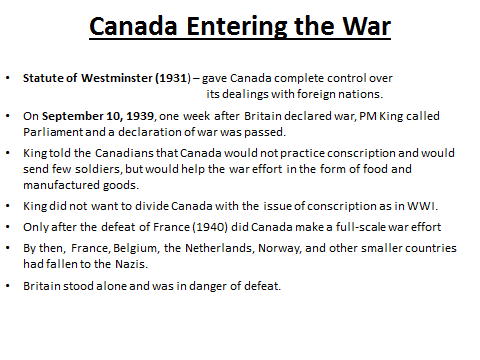 Canada Entering the War
• Statute of Westminster (1931) – gave Canada complete control over
its dealings with foreign nations.
• On September 10, 1939, one week after Britain declared war, PM King called
Parliament and a declaration of war was passed.
• King told the Canadians that Canada would not practice conscription and would
send few soldiers, but would help the war effort in the form of food and
manufactured goods.
• King did not want to divide Canada with the issue of conscription as in WWI.
• Only after the defeat of France (1940) did Canada make a full-scale war effort
• By then, France, Belgium, the Netherlands, Norway, and other smaller countries
had fallen to the Nazis.
• Britain stood alone and was in danger of defeat.